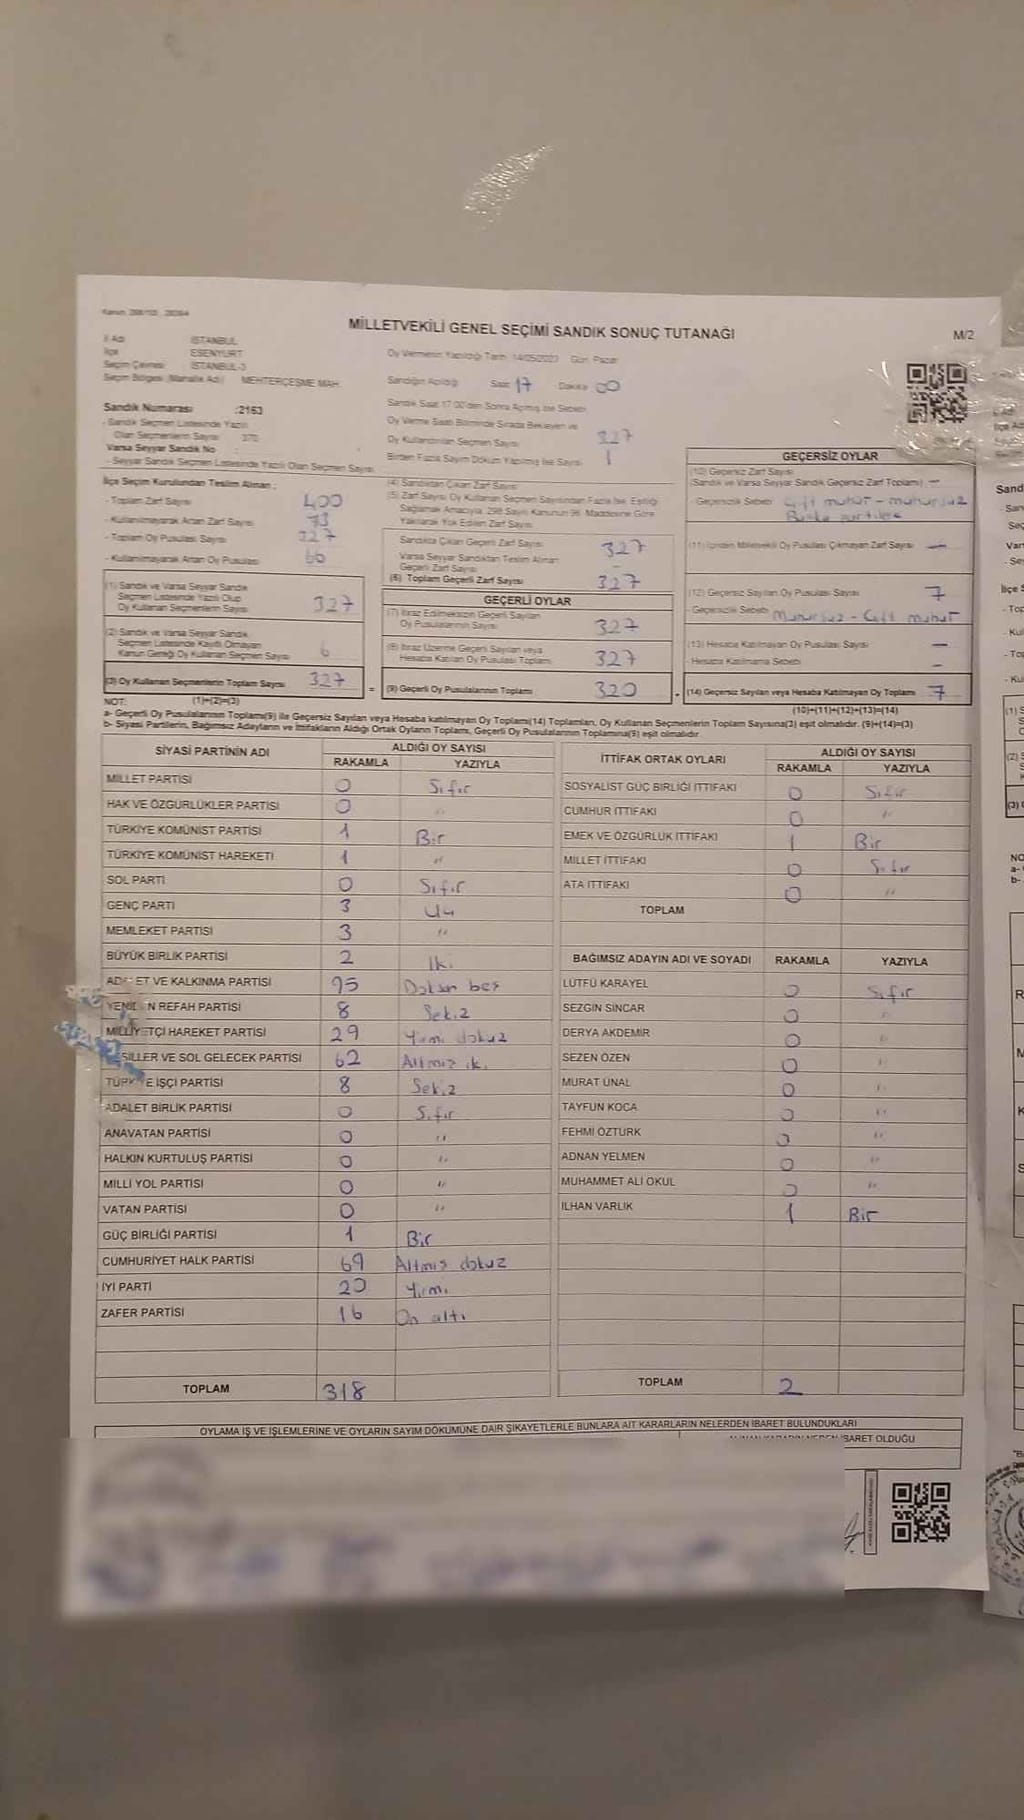 Kanun: 298/105, 2839/4
MİLLETVEKİLİ GENEL SEÇİMİ SANDIK SONUÇ TUTANAĞI
M/2
İl Adı İSTANBUL
İlçe ESENYURT
Seçim Çevresi İSTANBUL-3
Seçim Bölgesi (Mahalle Adı) MEHTERÇEŞME MAH.
Oy Vermenin Yapıldığı Tarih: 14/05/2023 Gün: Pazar
Sandığın Açıldığı Saat 17 Dakika 00
Sandık Saat 17:00'den Sonra Açılmış İse Sebebi
Oy Verme Saati Bitiminde Sırada Bekleyen ve
Oy Kullandırılan Seçmen Sayısı 327
Birden Fazla Sayım Döküm Yapılmış İse Sayısı 1
Sandık Numarası :2163
- Sandık Seçmen Listesinde Yazılı
Olan Seçmenlerin Sayısı 370
Varsa Seyyar Sandık No :
- Seyyar Sandık Seçmen Listesinde Yazılı Olan Seçmen Sayısı
İlçe Seçim Kurulundan Teslim Alınan :
- Toplam Zarf Sayısı 400
- Kullanılmayarak Artan Zarf Sayısı 73
- Toplam Oy Pusulası Sayısı 327
- Kullanılmayarak Artan Oy Pusulası
(1) Sandık ve Varsa Seyyar Sandık
Seçmen Listesinde Yazılı Olup
Oy Kullanan Seçmenlerin Sayısı 327
(2) Sandık ve Varsa Seyyar Sandık
Seçmen Listesinde Kayıtlı Olmayan
Kanun Gereği Oy Kullanan Seçmen Sayısı 6
(3) Oy Kullanan Seçmenlerin Toplam Sayısı 327
(4) Sandıktan Çıkan Zarf Sayısı
(5) Zarf Sayısı Oy Kullanan Seçmen Sayısından Fazla İse, Eşitliği
Sağlamak Amacıyla, 298 Sayılı Kanunun 98. Maddesine Göre
Yakılarak Yok Edilen Zarf Sayısı
Sandıkta Çıkan Geçerli Zarf Sayısı 327
Varsa Seyyar Sandıktan Teslim Alınan
Geçerli Zarf Sayısı -
(6) Toplam Geçerli Zarf Sayısı 327
GEÇERLİ OYLAR
(7) İtiraz Edilmeksizin Geçerli Sayılan
Oy Pusulalarının Sayısı 327
(8) İtiraz Üzerine Geçerli Sayılan veya
Hesaba Katılan Oy Pusulası Toplamı 327
= (9) Geçerli Oy Pusulalarının Toplamı 320
GEÇERSİZ OYLAR
(10) Geçersiz Zarf Sayısı
(Sandık ve Varsa Seyyar Sandık Geçersiz Zarf Toplamı) -
- Geçersizlik Sebebi Çift mühür - mühürsüz
Başka partilere
(11) İçinden Milletvekili Oy Pusulası Çıkmayan Zarf Sayısı -
(12) Geçersiz Sayılan Oy Pusulası Sayısı 7
- Geçersizlik Sebebi Mühürsüz - Çift mühür
(13) Hesaba Katılmayan Oy Pusulası Sayısı -
- Hesaba Katılmama Sebebi -
(14) Geçersiz Sayılan veya Hesaba Katılmayan Oy Toplamı 7
NOT: (1)+(2)=(3)
(10)+(11)+(12)+(13)=(14)
a- Geçerli Oy Pusulalarının Toplamı(9) ile Geçersiz Sayılan veya Hesaba katılmayan Oy Toplamı(14) Toplamları, Oy Kullanan Seçmenlerin Toplam Sayısına(3) eşit olmalıdır. (9)+(14)=(3)
b- Siyasi Partilerin, Bağımsız Adayların ve İttifakların Aldığı Ortak Oyların Toplamı, Geçerli Oy Pusulalarının Toplamına(9) eşit olmalıdır.
SİYASİ PARTİNİN ADI
ALDIĞI OY SAYISI
RAKAMLA YAZIYLA
MİLLET PARTİSİ 0 Sıfır
HAK VE ÖZGÜRLÜKLER PARTİSİ 0 "
TÜRKİYE KOMÜNİST PARTİSİ 1 Bir
TÜRKİYE KOMÜNİST HAREKETİ 1 "
SOL PARTİ 0 Sıfır
GENÇ PARTİ 3 Üç
MEMLEKET PARTİSİ 3 "
BÜYÜK BİRLİK PARTİSİ 2 İki
ADALET VE KALKINMA PARTİSİ 95 Doksan beş
YENİDEN REFAH PARTİSİ 8 Sekiz
MİLLİYETÇİ HAREKET PARTİSİ 29 Yirmi dokuz
YEŞİLLER VE SOL GELECEK PARTİSİ 62 Altmış iki
TÜRKİYE İŞÇİ PARTİSİ 8 Sekiz
ADALET BİRLİK PARTİSİ 0 Sıfır
ANAVATAN PARTİSİ 0 "
HALKIN KURTULUŞ PARTİSİ 0 "
MİLLİ YOL PARTİSİ 0 "
VATAN PARTİSİ 0 "
GÜÇ BİRLİĞİ PARTİSİ 1 Bir
CUMHURİYET HALK PARTİSİ 69 Altmış dokuz
İYİ PARTİ 20 Yirmi
ZAFER PARTİSİ 16 On altı
TOPLAM 318
İTTİFAK ORTAK OYLARI
ALDIĞI OY SAYISI
RAKAMLA YAZIYLA
SOSYALİST GÜÇ BİRLİĞİ İTTİFAKI 0 Sıfır
CUMHUR İTTİFAKI 0 "
EMEK VE ÖZGÜRLÜK İTTİFAKI 1 Bir
MİLLET İTTİFAKI 0 Sıfır
ATA İTTİFAKI 0 "
TOPLAM
BAĞIMSIZ ADAYIN ADI VE SOYADI RAKAMLA YAZIYLA
LÜTFÜ KARAYEL 0 Sıfır
SEZGİN SİNCAR 0 "
DERYA AKDEMİR 0 "
SEZEN ÖZEN 0 "
MURAT ÜNAL 0 "
TAYFUN KOCA 0 "
FEHMİ ÖZTÜRK 0 "
ADNAN YELMEN 0 "
MUHAMMET ALİ OKUL 0 "
İLHAN VARLIK 1 Bir
TOPLAM 2
OYLAMA İŞ VE İŞLEMLERİNE VE OYLARIN SAYIM DÖKÜMÜNE DAİR ŞİKAYETLERLE BUNLARA AİT KARARLARIN NELERDEN İBARET BULUNDUKLARI
İBARET OLDUĞU